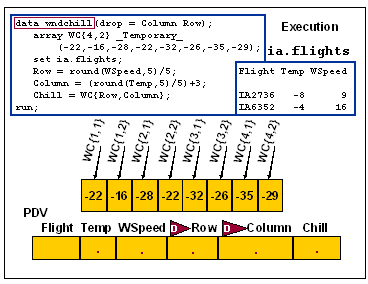 data wndchill(drop = Column Row);
array WC{4,2} _Temporary_
(-22,-16,-28,-22,-32,-26,-35,-29);
set ia.flights;
Row = round(WSpeed,5)/5;
Column = (round(Temp,5)/5)+3;
Chill = WC{Row,Column};
run;
Execution
ia.flights
Flight Temp WSpeed
IA2736 -8 9
IA6352 -4 16
WC{1,1} WC{1,2} WC{2,1} WC{2,2} WC{3,1} WC{3,2} WC{4,1} WC{4,2}
-22 -16 -28 -22 -32 -26 -35 -29
PDV
Flight Temp WSpeed D Row D Column Chill
. . . . .